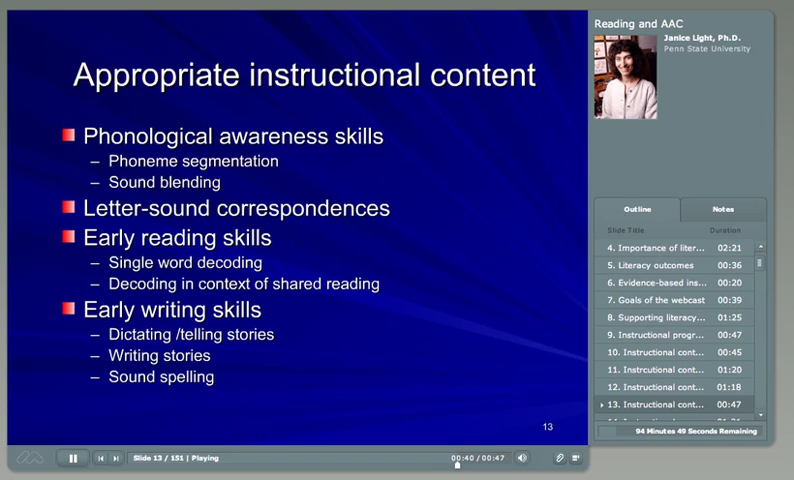 Appropriate instructional content
Phonological awareness skills
– Phoneme segmentation
– Sound blending
Letter-sound correspondences
Early reading skills
– Single word decoding
– Decoding in context of shared reading
Early writing skills
– Dictating /telling stories
– Writing stories
– Sound spelling
13
Reading and AAC
Janice Light, Ph.D.
Penn State University
Outline Notes
Slide Title Duration
4. Importance of liter... 02:21
5. Literacy outcomes 00:36
6. Evidence-based ins... 00:20
7. Goals of the webcast 00:39
8. Supporting literacy... 01:25
9. Instructional progr... 00:47
10. Instructional cont... 00:45
11. Instrcutional cont... 01:20
12. Instrcutional cont... 01:18
13. Instructional cont... 00:47
94 Minutes 49 Seconds Remaining
Slide 13 / 151 | Playing
00:40 / 00:47